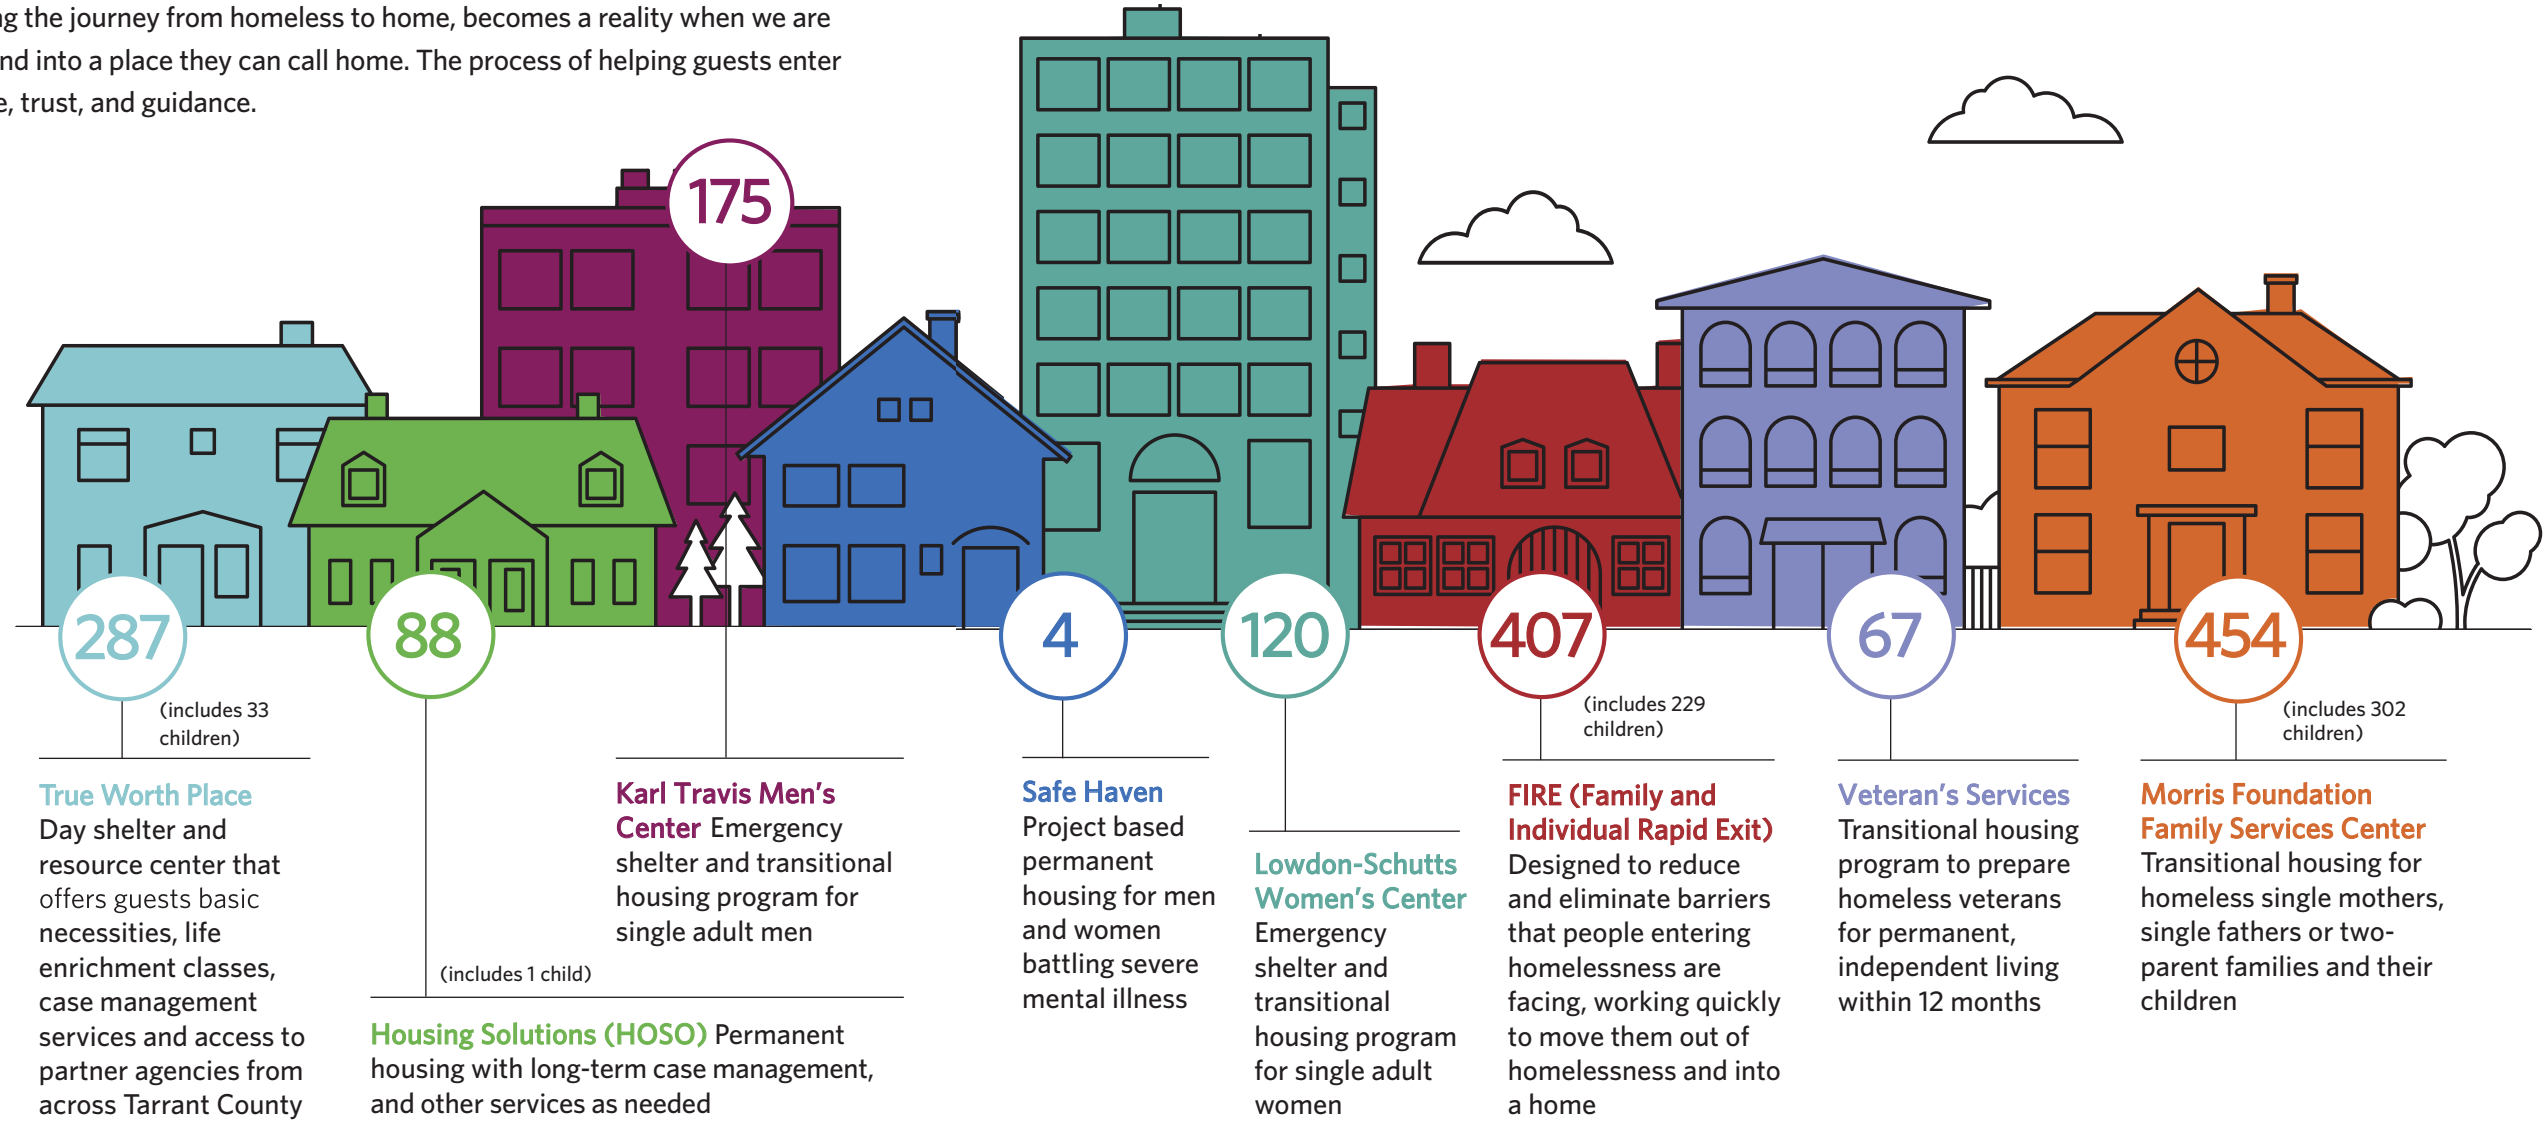 ng the journey from homeless to home, becomes a reality when we are
nd into a place they can call home. The process of helping guests enter
e, trust, and guidance.
175
287
88
4
120
407
67
454
(includes 33
children)
True Worth Place
Day shelter and
resource center that
offers guests basic
necessities, life
enrichment classes,
case management
services and access to
partner agencies from
across Tarrant County
(includes 1 child)
Housing Solutions (HOSO) Permanent
housing with long-term case management,
and other services as needed
Karl Travis Men's
Center Emergency
shelter and transitional
housing program for
single adult men
Safe Haven
Project based
permanent
housing for men
and women
battling severe
mental illness
Lowdon-Schutts
Women's Center
Emergency
shelter and
transitional
housing program
for single adult
women
(includes 229
children)
FIRE (Family and
Individual Rapid Exit)
Designed to reduce
and eliminate barriers
that people entering
homelessness are
facing, working quickly
to move them out of
homelessness and into
a home
Veteran's Services
Transitional housing
program to prepare
homeless veterans
for permanent,
independent living
within 12 months
(includes 302
children)
Morris Foundation
Family Services Center
Transitional housing for
homeless single mothers,
single fathers or two-
parent families and their
children